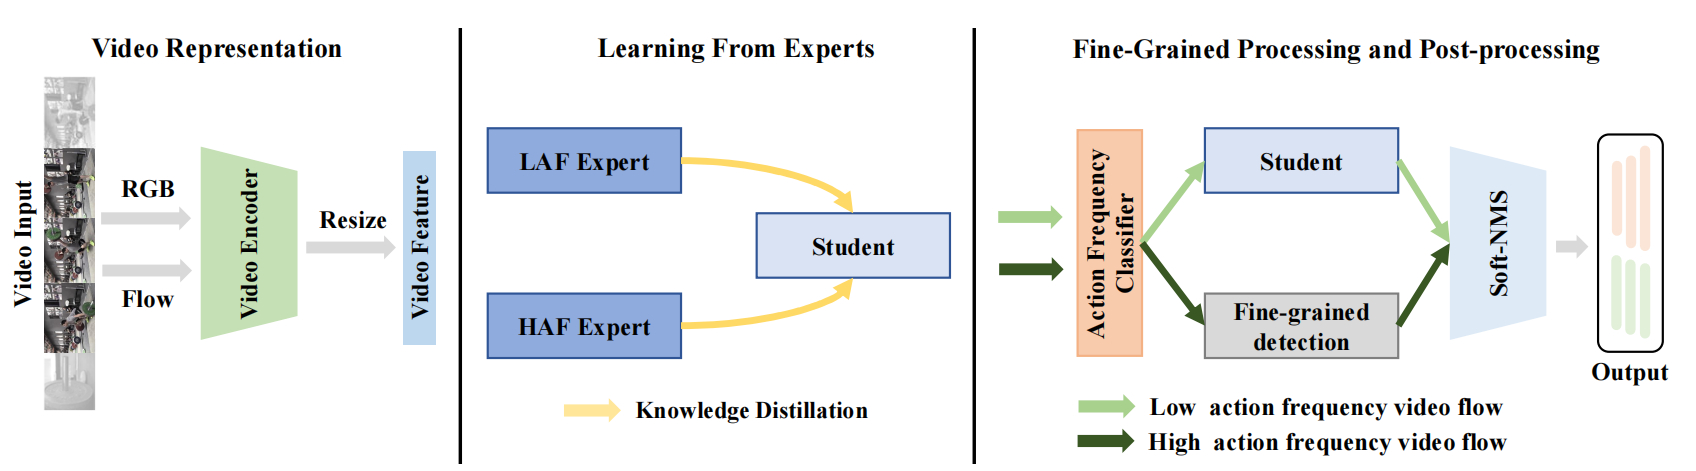 Video Representation
Video Input
RGB
Flow
Video Encoder
Resize
Video Feature
Learning From Experts
LAF Expert
Student
HAF Expert
Knowledge Distillation
Fine-Grained Processing and Post-processing
Action Frequency
Classifier
Student
Fine-grained
detection
Soft-NMS
Output
Low action frequency video flow
High action frequency video flow